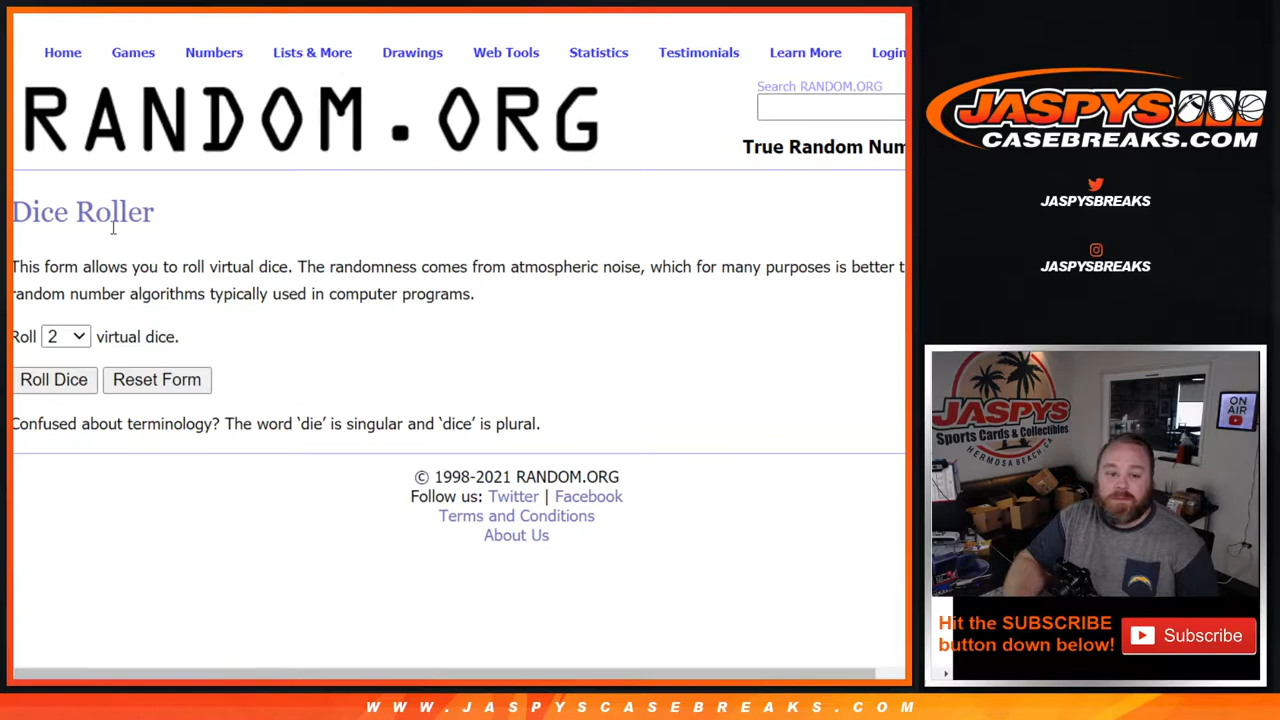 Home Games Numbers Lists & More Drawings Web Tools Statistics Testimonials Learn More Login
RANDOM.ORG
Search RANDOM.ORG
True Random Num
Dice Roller
This form allows you to roll virtual dice. The randomness comes from atmospheric noise, which for many purposes is better t
random number algorithms typically used in computer programs.
Roll 2 virtual dice.
Roll Dice Reset Form
Confused about terminology? The word ‘die’ is singular and ‘dice’ is plural.
© 1998-2021 RANDOM.ORG
Follow us: Twitter | Facebook
Terms and Conditions
About Us
JASPYS
CASEBREAKS.COM
JASPYSBREAKS
JASPYSBREAKS
JASPYS
Sports Cards & Collectibles
HERMOSA BEACH, CA
ON AIR
Hit the SUBSCRIBE
button down below!
Subscribe
WWW.JASPYSCASEBREAKS.COM